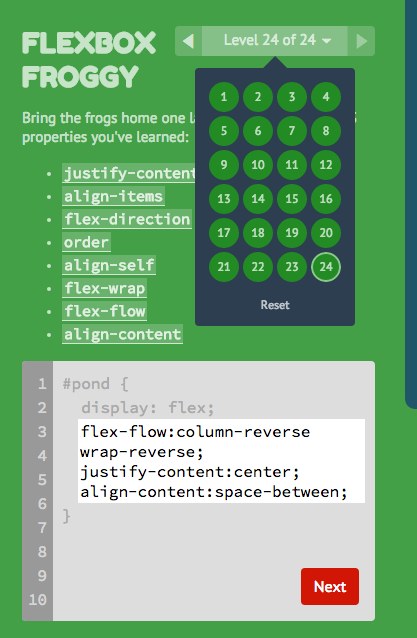 FLEXBOX
FROGGY
Level 24 of 24
Bring the frogs home one
properties you've learned:
justify-content
align-items
flex-direction
order
align-self
flex-wrap
flex-flow
align-content
1 2 3 4
5 6 7 8
9 10 11 12
13 14 15 16
17 18 19 20
21 22 23 24
Reset
1 #pond {
2 display: flex;
3 flex-flow:column-reverse
4 wrap-reverse;
5 justify-content:center;
6 align-content:space-between;
7 }
8
9
10
Next